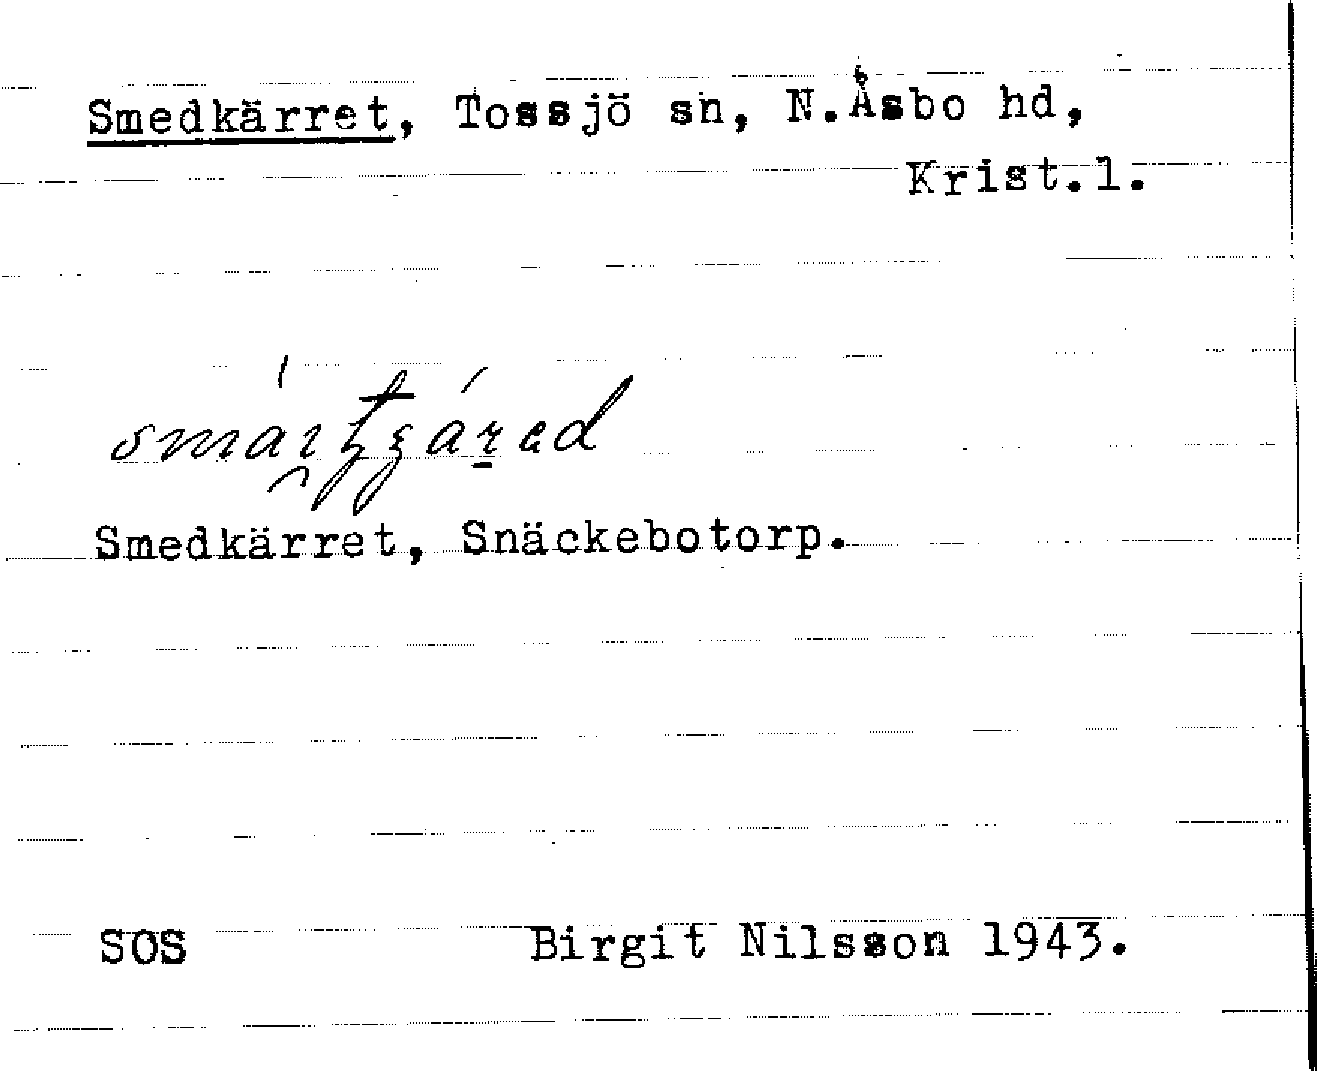 Smedkärret, Tossjö sn, N.Åsbo hd,
Krist.l.
Smedkärret, Snäckebotorp.
SOS Birgit Nilsson 1943.